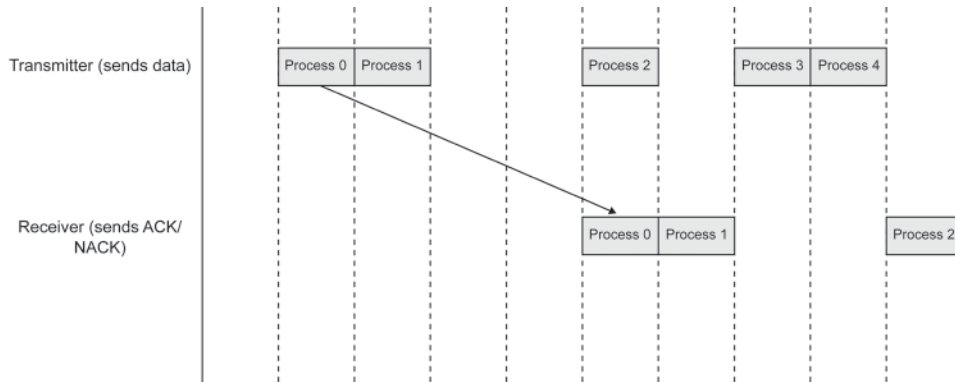 Transmitter (sends data)
Process 0
Process 1
Process 2
Process 3
Process 4
Receiver (sends ACK/
NACK)
Process 0
Process 1
Process 2